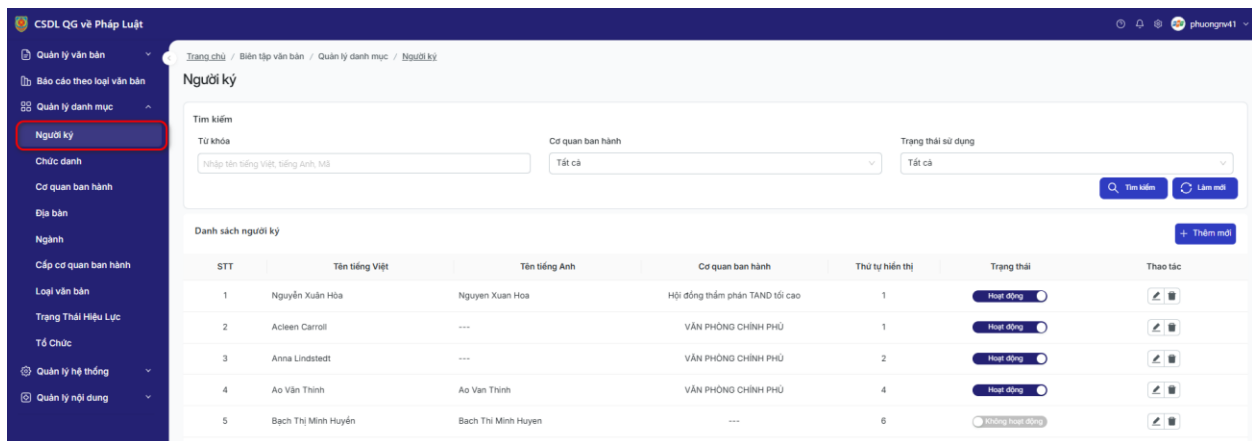 CSDL QG về Pháp Luật
phuongnv41
Quản lý văn bản
Báo cáo theo loại văn bản
Quản lý danh mục
Người ký
Chức danh
Cơ quan ban hành
Địa bàn
Ngành
Cấp cơ quan ban hành
Loại văn bản
Trạng Thái Hiệu Lực
Tổ Chức
Quản lý hệ thống
Quản lý nội dung
Trang chủ / Biên tập văn bản / Quản lý danh mục / Người ký
Người ký
Tìm kiếm
Từ khóa Cơ quan ban hành Trạng thái sử dụng
Nhập tên tiếng Việt, tiếng Anh, Mã Tất cả Tất cả
Tìm kiếm Làm mới
Danh sách người ký + Thêm mới
STT Tên tiếng Việt Tên tiếng Anh Cơ quan ban hành Thứ tự hiển thị Trạng thái Thao tác
1 Nguyễn Xuân Hòa Nguyen Xuan Hoa Hội đồng thẩm phán TAND tối cao 1 Hoạt động
2 Acleen Carroll --- VĂN PHÒNG CHÍNH PHỦ 1 Hoạt động
3 Anna Lindstedt --- VĂN PHÒNG CHÍNH PHỦ 2 Hoạt động
4 Ao Văn Thinh Ao Van Thinh VĂN PHÒNG CHÍNH PHỦ 4 Hoạt động
5 Bạch Thị Minh Huyền Bach Thi Minh Huyen --- 6 Không hoạt động